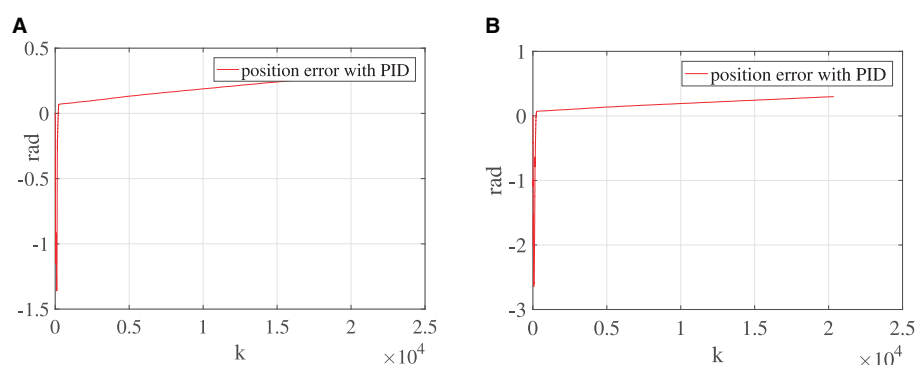 A
0.5
0
-0.5
-1
-1.5
rad
position error with PID
0 0.5 1 1.5 2 2.5
k
×10^4
B
1
0
-1
-2
-3
rad
position error with PID
0 0.5 1 1.5 2 2.5
k
×10^4